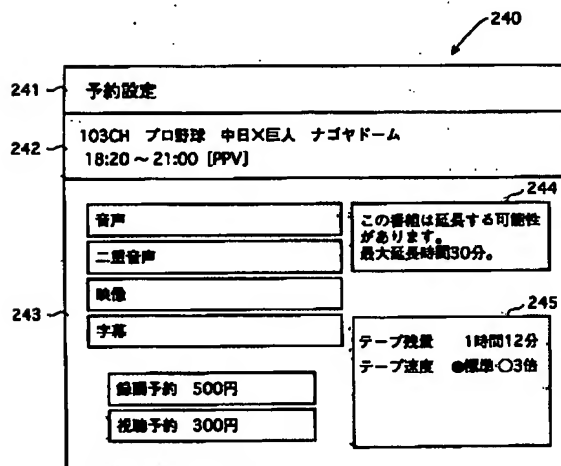 240
241
予約設定
242
103CH プロ野球 中日×巨人 ナゴヤドーム
18:20～21:00 [PPV]
243
音声
二重音声
映像
字幕
録画予約 500円
視聴予約 300円
244
この番組は延長する可能性
があります。
最大延長時間30分。
245
テープ残量 1時間12分
テープ速度 ●標準・○3倍